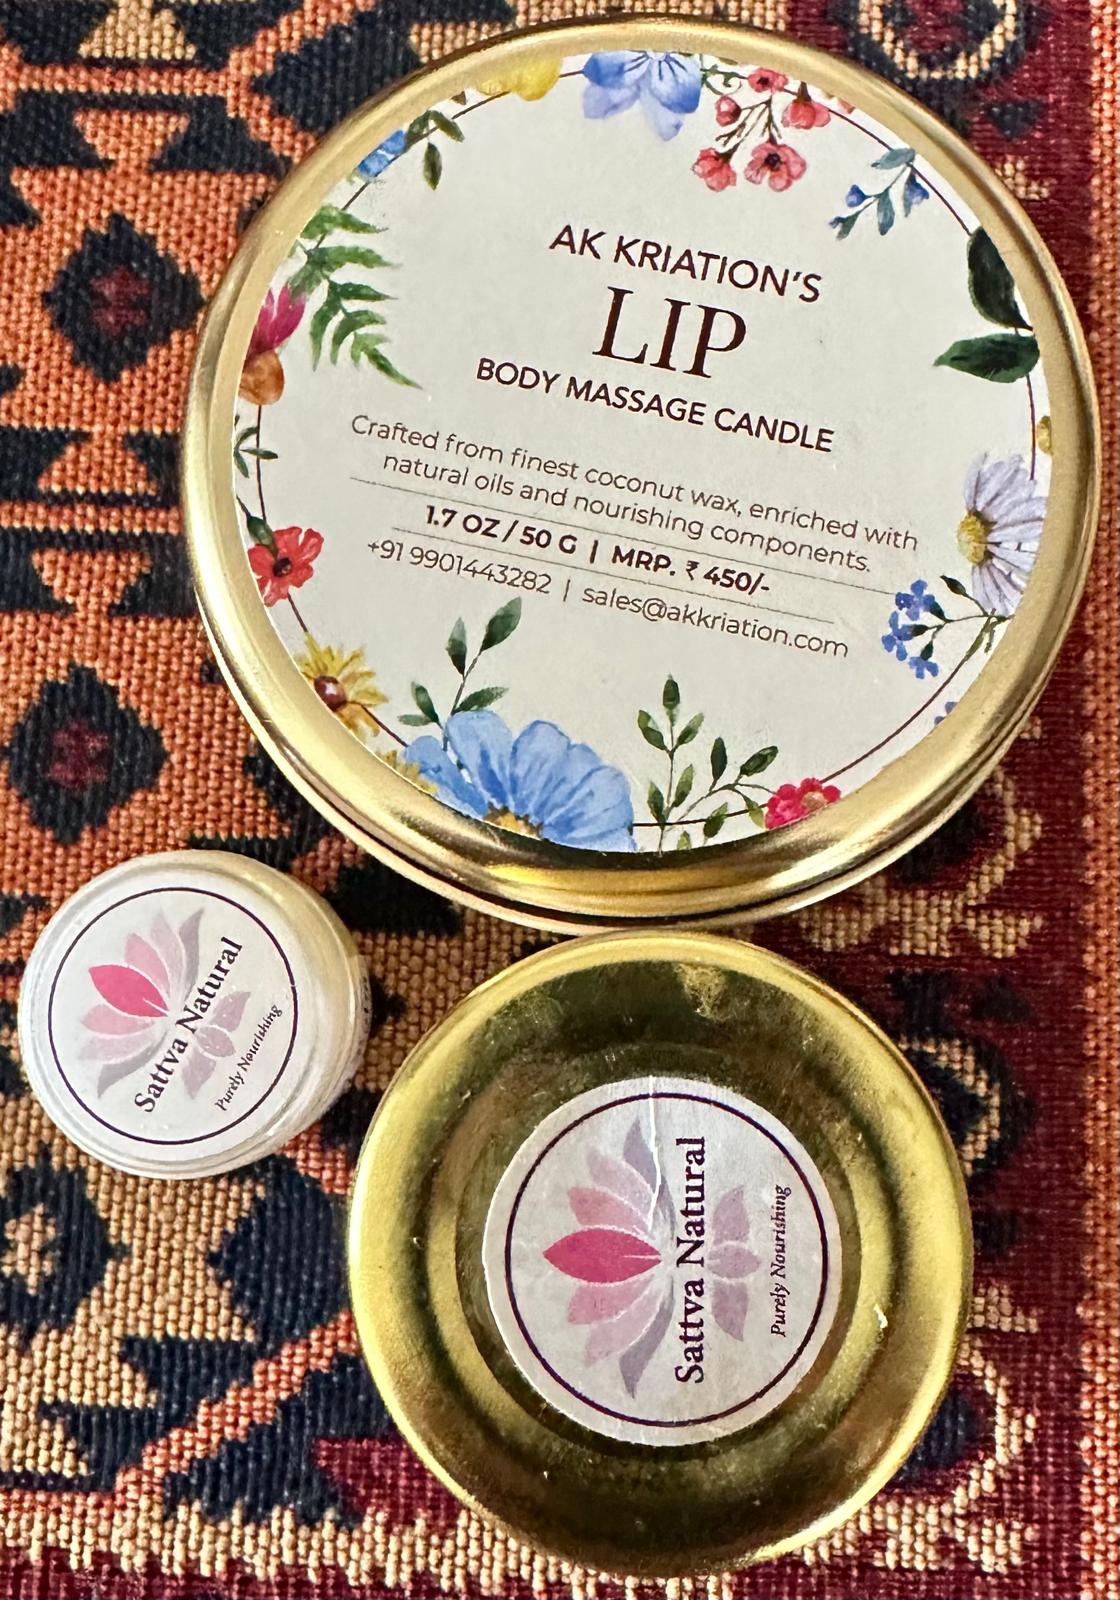 AK KRIATION'S
LIP
BODY MASSAGE CANDLE
Crafted from finest coconut wax, enriched with
natural oils and nourishing components.
1.7 OZ / 50 G | MRP. ₹ 450/-
+91 9901443282 | sales@akkriation.com
Sattva Natural
Purely Nourishing
Sattva Natural
Purely Nourishing